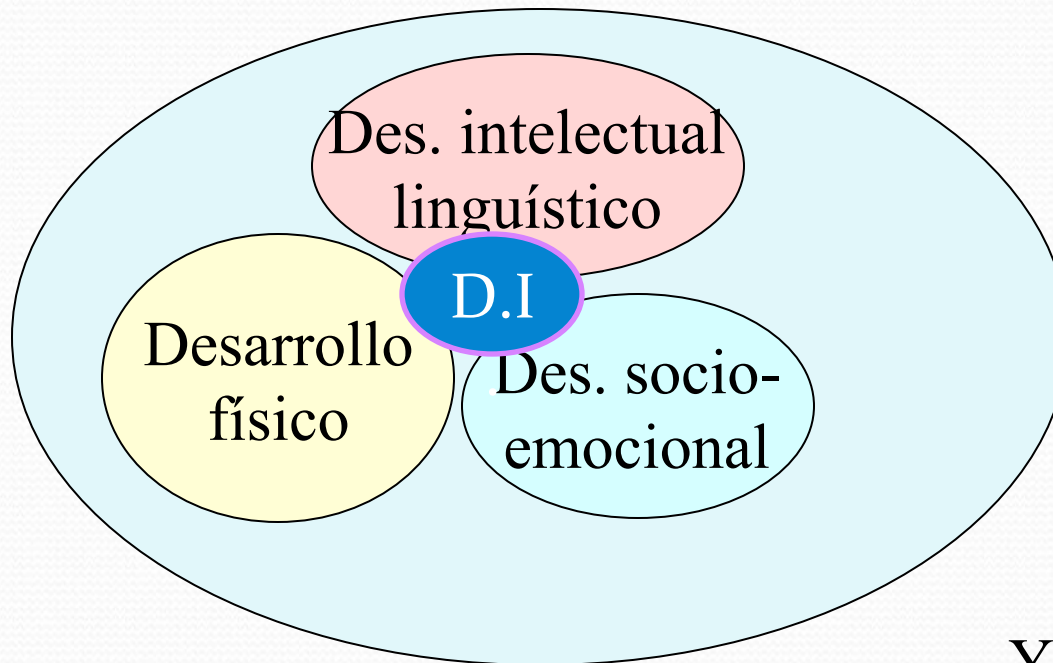 Des. intelectual
linguístico
D.I
Desarrollo
físico
Des. socio-
emocional
Y